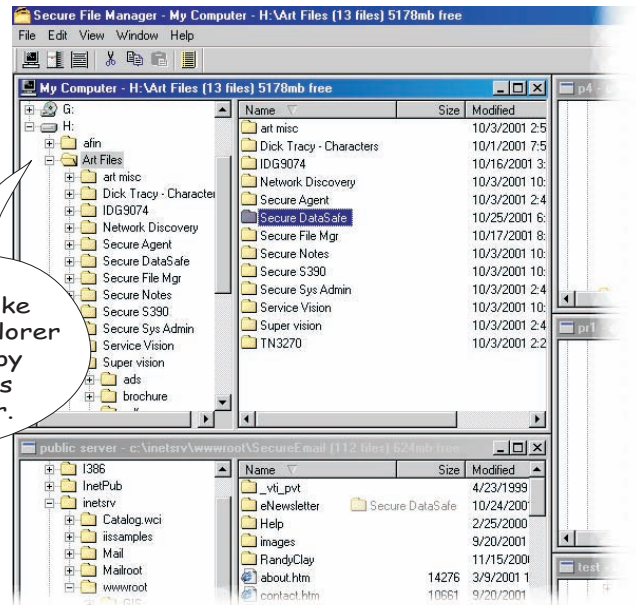 Secure File Manager - My Computer - H:\Art Files (13 files) 5178mb free
File Edit View Window Help
My Computer - H:\Art Files (13 files) 5178mb free
G:
H:
afin
Art Files
art misc
Dick Tracy - Character
IDG9074
Network Discovery
Secure Agent
Secure DataSafe
Secure File Mgr
Secure Notes
Secure S390
Secure Sys Admin
Service Vision
Super vision
ads
brochure
Name Size Modified
art misc 10/3/2001 2:5
Dick Tracy - Characters 10/1/2001 7:5
IDG9074 10/16/2001 3:
Network Discovery 10/3/2001 10:
Secure Agent 10/3/2001 2:4
Secure DataSafe 10/25/2001 6:
Secure File Mgr 10/17/2001 8:
Secure Notes 10/3/2001 10:
Secure S390 10/3/2001 10:
Secure Sys Admin 10/3/2001 2:4
Service Vision 10/3/2001 10:
Super vision 10/3/2001 2:4
TN3270 10/3/2001 2:2
p4 -
pr1 -
ke
lorer
by
s
r.
public server - c:\inetsrv\wwwroot\SecureEmail (112 files) 624mb free
I386
InetPub
inetsrv
Catalog.wci
iissamples
Mail
Mailroot
wwwroot
Name Size Modified
_vti_pvt 4/23/1999
eNewsletter Secure DataSafe 10/24/200
Help 2/25/2000
images 9/20/2001
RandyClay 11/15/200
about.htm 14276 3/9/2001 1
contact.htm 10661 9/20/2001
test